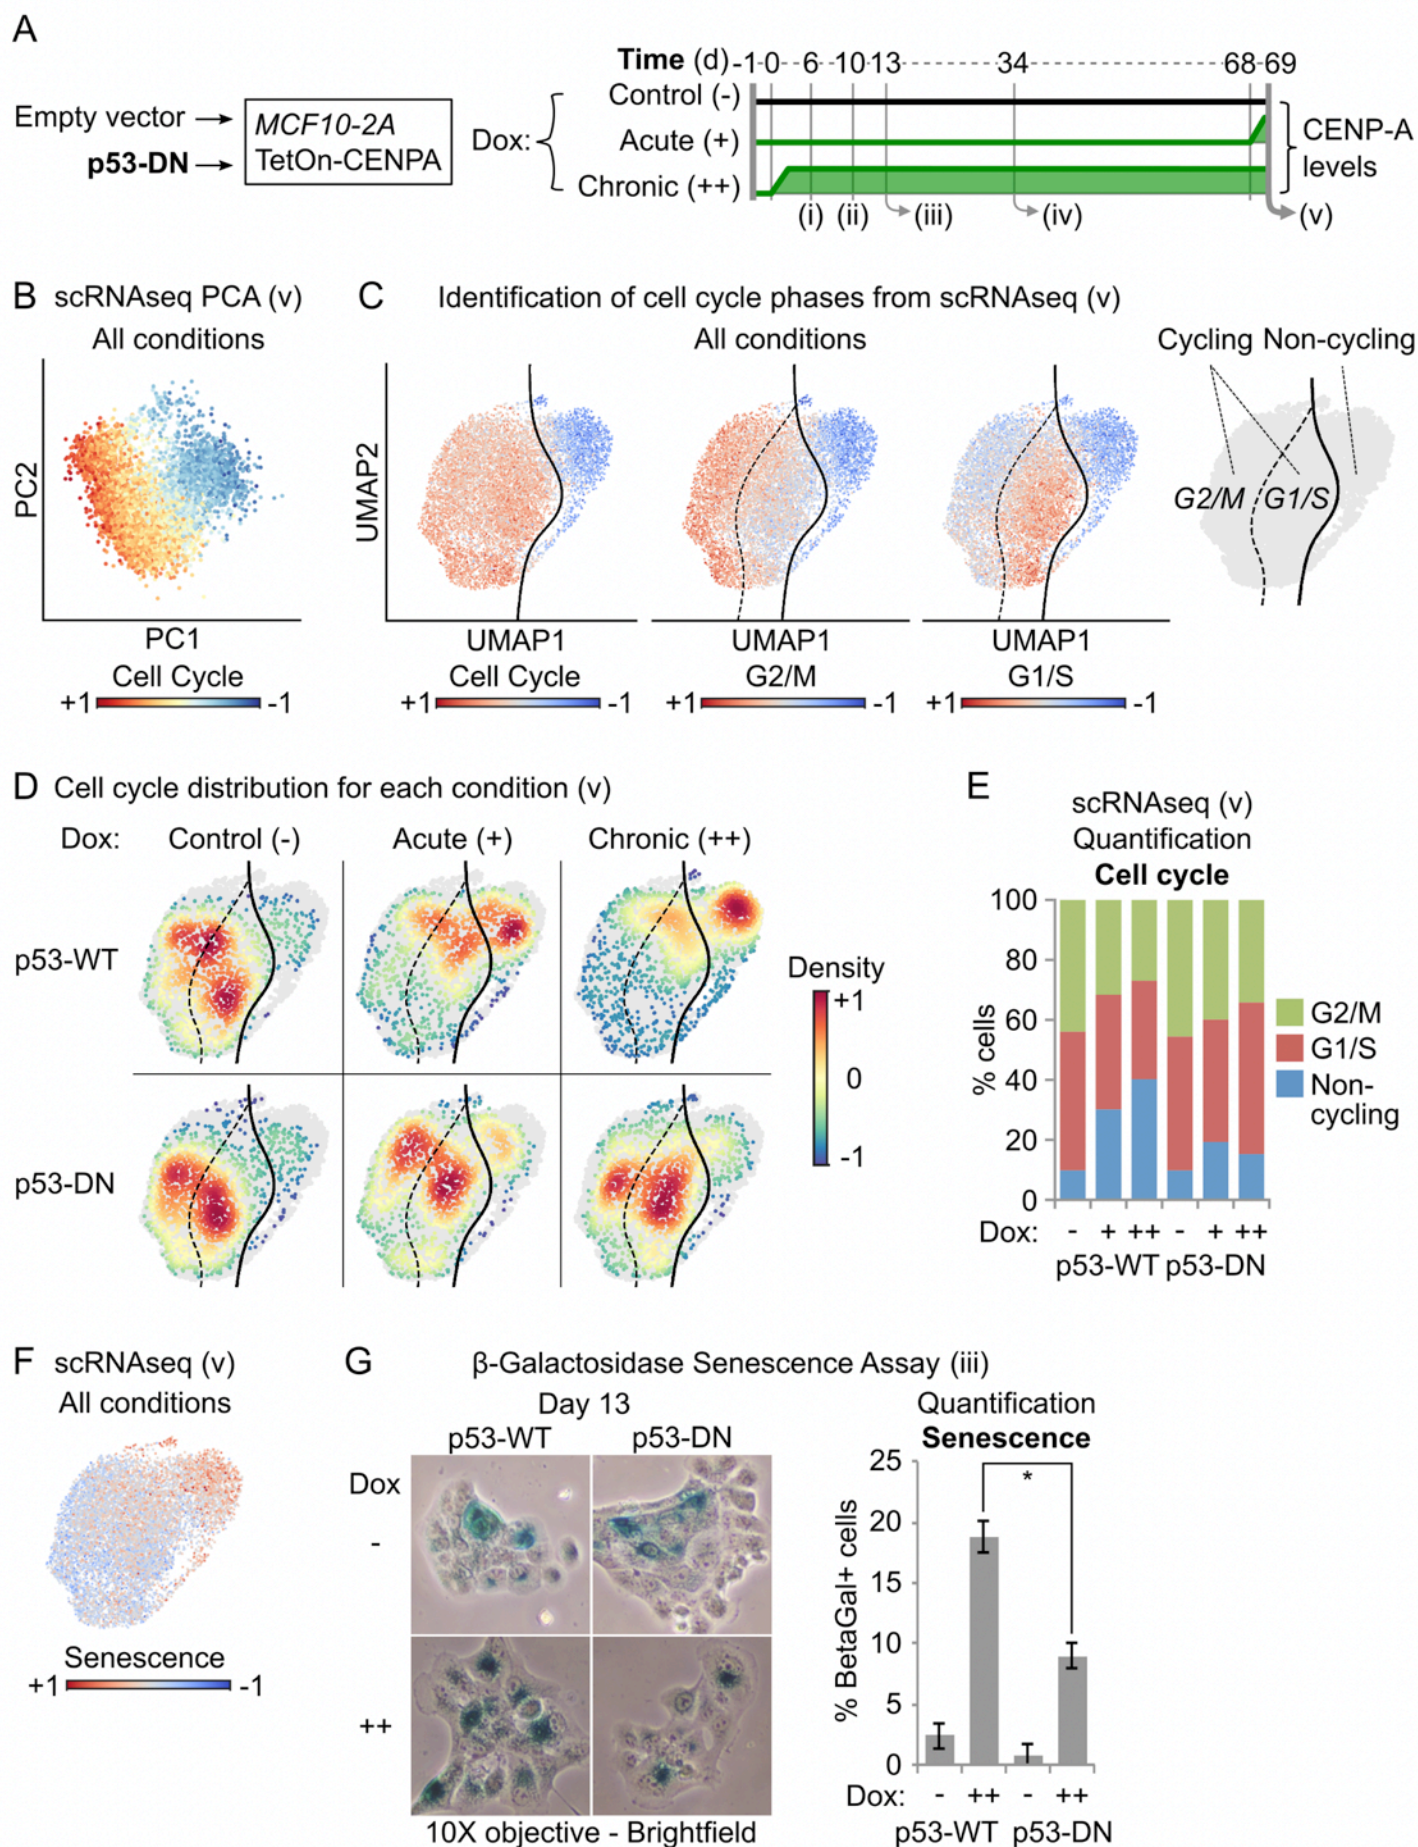 A
Time (d) -1 0 6 10 13 34 68 69
Empty vector
p53-DN
MCF10-2A
TetOn-CENPA
Dox:
Control (-)
Acute (+)
Chronic (++)
CENP-A
levels
(i) (ii) (iii) (iv) (v)
B scRNAseq PCA (v)
All conditions
PC2
PC1
Cell Cycle
+1 -1
C Identification of cell cycle phases from scRNAseq (v)
All conditions
Cycling Non-cycling
G2/M G1/S
UMAP2
UMAP1 UMAP1 UMAP1
Cell Cycle G2/M G1/S
+1 -1 +1 -1 +1 -1
D Cell cycle distribution for each condition (v)
Dox: Control (-) Acute (+) Chronic (++)
p53-WT
p53-DN
Density
+1
0
-1
E
scRNAseq (v)
Quantification
Cell cycle
% cells
100
80
60
40
20
0
G2/M
G1/S
Non-
cycling
Dox: - + ++ - + ++
p53-WT p53-DN
F scRNAseq (v)
All conditions
Senescence
+1 -1
G β-Galactosidase Senescence Assay (iii)
Day 13
p53-WT p53-DN
Dox
-
++
10X objective - Brightfield
Quantification
Senescence
% BetaGal+ cells
25
20
15
10
5
0
*
Dox: - ++ - ++
p53-WT p53-DN